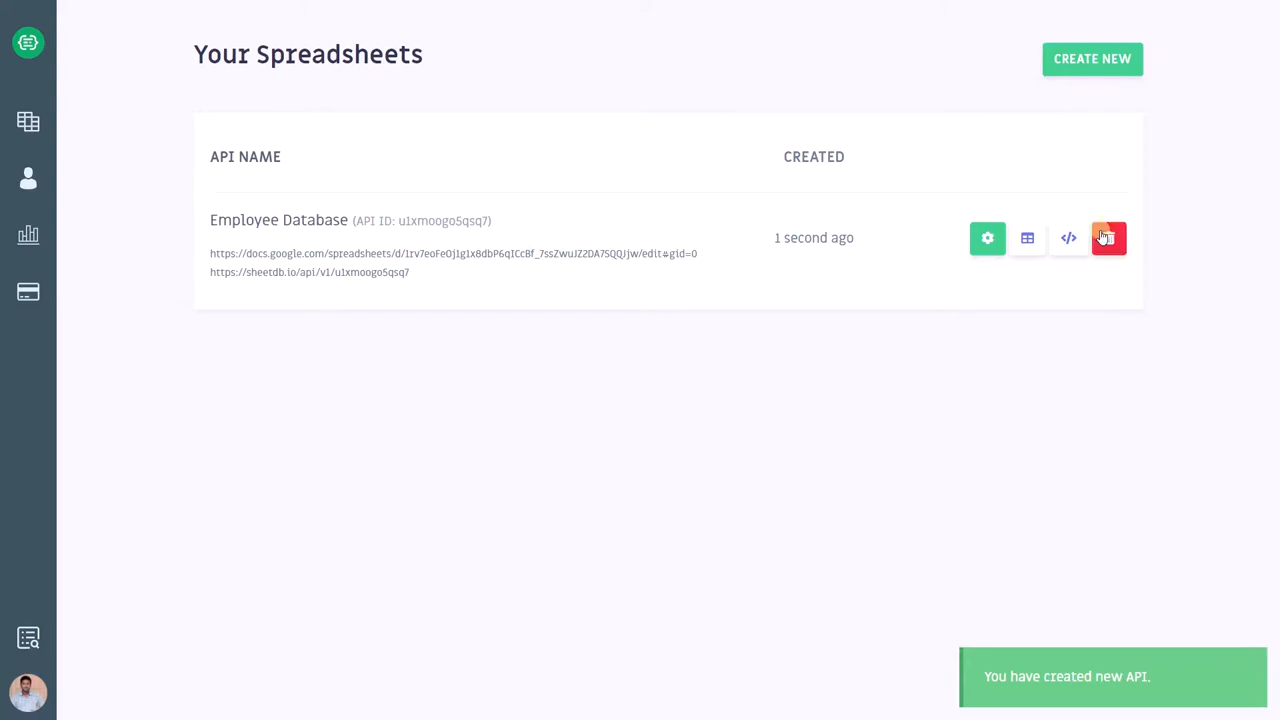 Your Spreadsheets
CREATE NEW
API NAME
CREATED
Employee Database (API ID: u1xmoogo5qsq7)
1 second ago
https://docs.google.com/spreadsheets/d/1rv7eoFe0j1g1x8dbP6qICcBf_7ssZwuJZ2DA7SQQJjw/edit#gid=0
https://sheetdb.io/api/v1/u1xmoogo5qsq7
You have created new API.